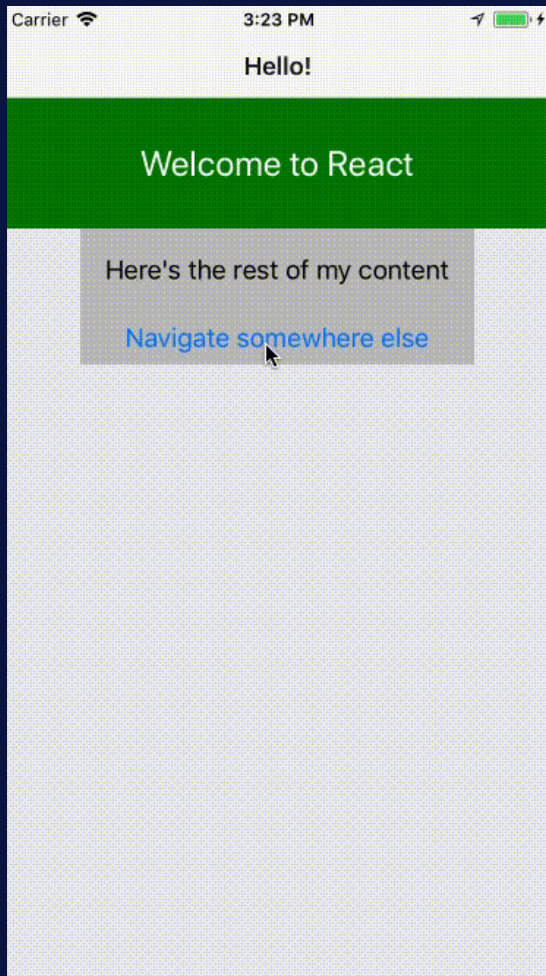 Carrier 3:23 PM
Hello!
Welcome to React
Here's the rest of my content
Navigate somewhere else